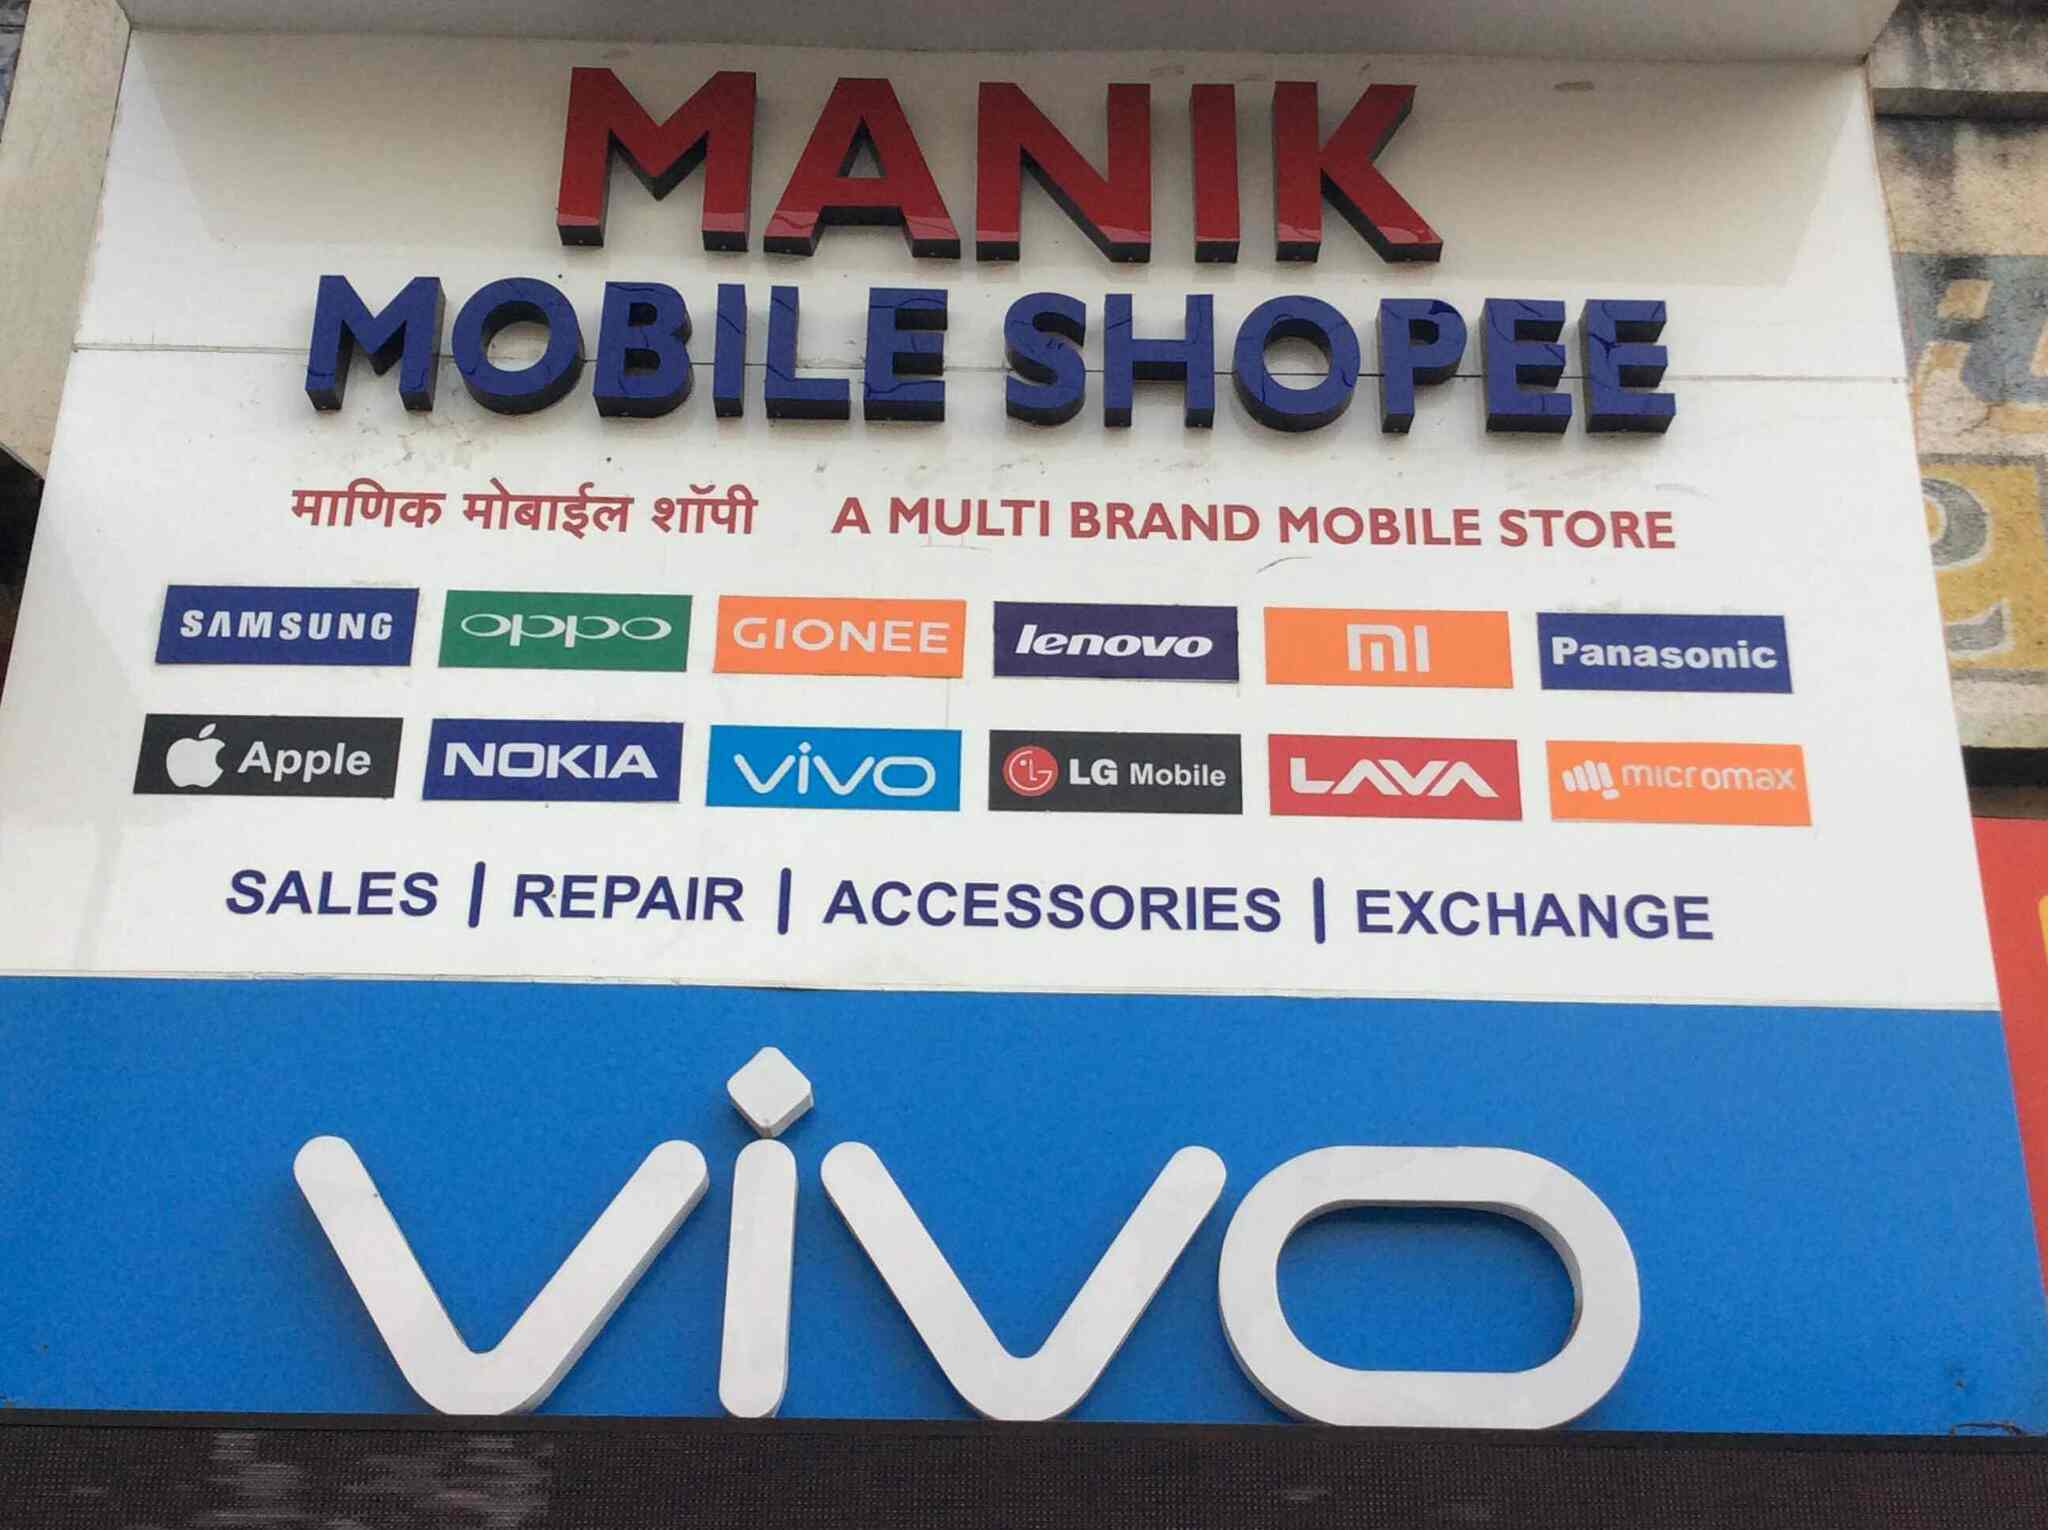 MANIK
MOBILE SHOPEE
माणिक मोबाईल शॉपी A MULTI BRAND MOBILE STORE
SAMSUNG oppo GIONEE lenovo mi Panasonic
Apple NOKIA vivo LG Mobile LAVA micromax
SALES | REPAIR | ACCESSORIES | EXCHANGE
vivo